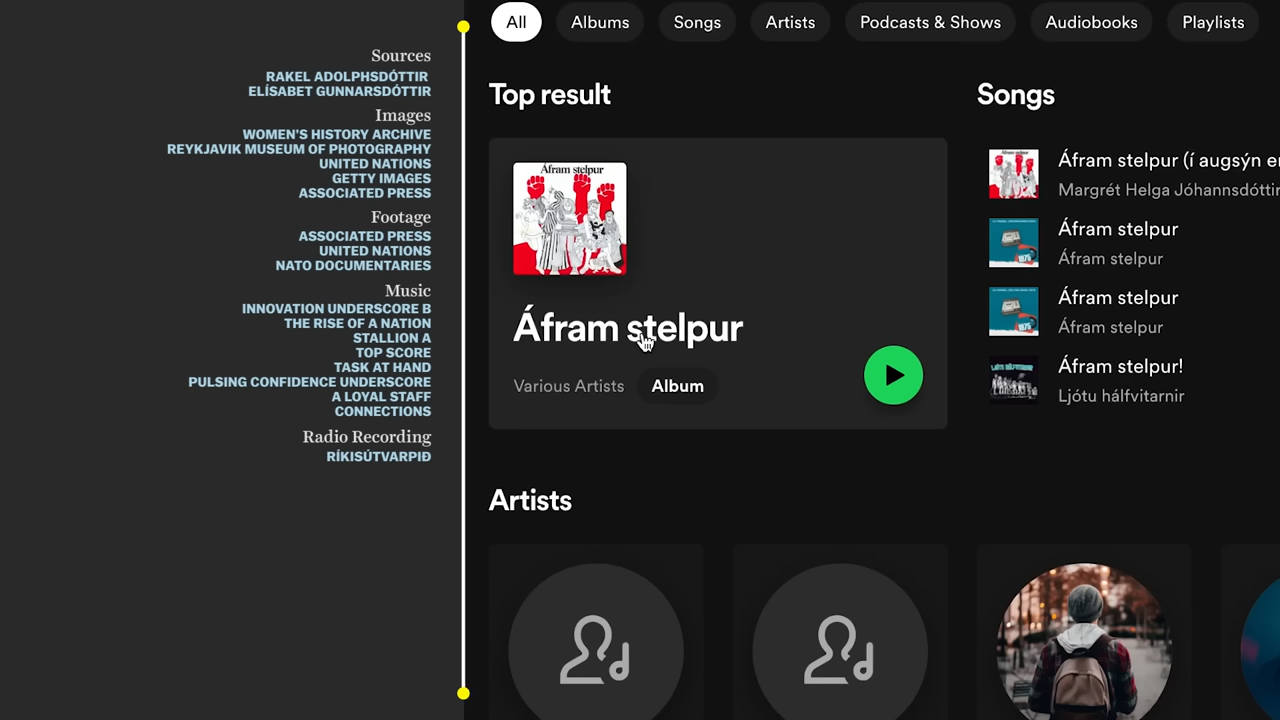 Sources
RAKEL ADOLPHSDÓTTIR
ELÍSABET GUNNARSDÓTTIR
Images
WOMEN'S HISTORY ARCHIVE
REYKJAVIK MUSEUM OF PHOTOGRAPHY
UNITED NATIONS
GETTY IMAGES
ASSOCIATED PRESS
Footage
ASSOCIATED PRESS
UNITED NATIONS
NATO DOCUMENTARIES
Music
INNOVATION UNDERSCORE B
THE RISE OF A NATION
STALLION A
TOP SCORE
TASK AT HAND
PULSING CONFIDENCE UNDERSCORE
A LOYAL STAFF
CONNECTIONS
Radio Recording
RÍKISÚTVARPIÐ
All Albums Songs Artists Podcasts & Shows Audiobooks Playlists
Top result
Áfram stelpur
Áfram stelpur
Various Artists Album
Songs
Áfram stelpur (í augsýn
Margrét Helga Jóhannsdóttir
Áfram stelpur
Áfram stelpur
Áfram stelpur
Áfram stelpur
Áfram stelpur!
Ljótu hálfvitarnir
Artists